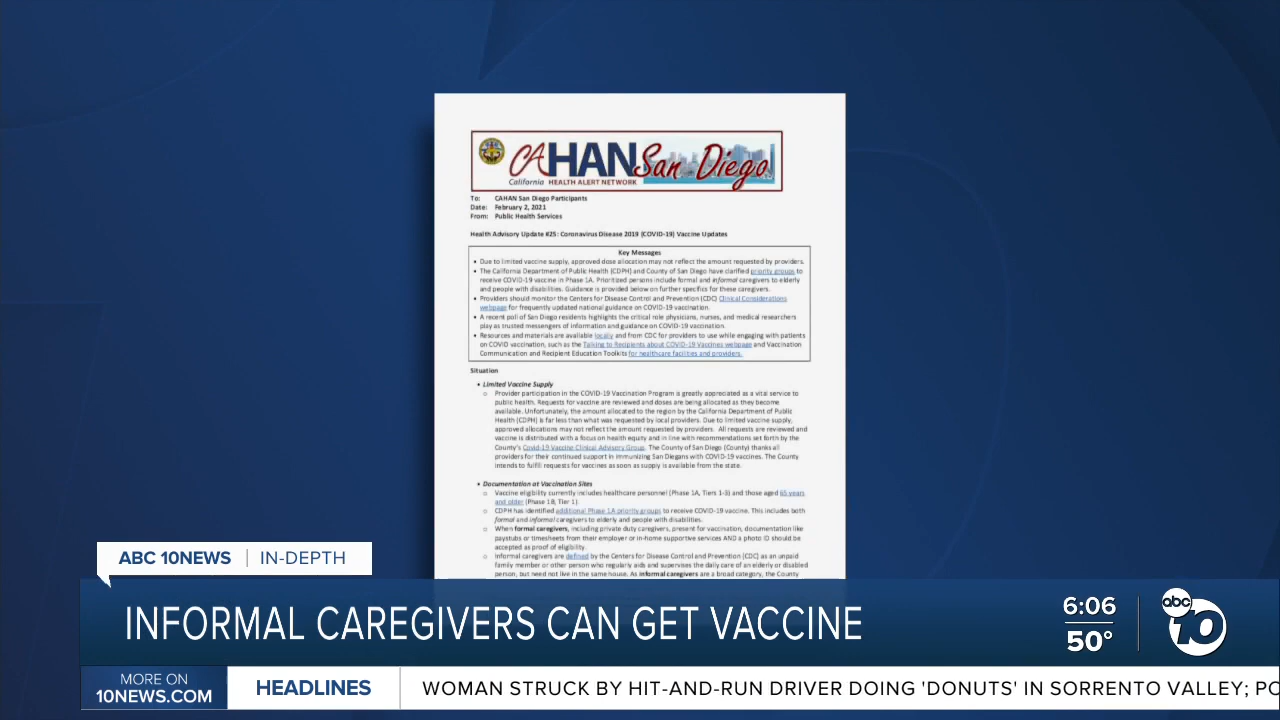 CAHAN San Diego
California HEALTH ALERT NETWORK
To: CAHAN San Diego Participants
Date: February 2, 2021
From: Public Health Services
Health Advisory Update #25: Coronavirus Disease 2019 (COVID-19) Vaccine Updates
Key Messages
• Due to limited vaccine supply, approved dose allocation may not reflect the amount requested by providers.
• The California Department of Public Health (CDPH) and County of San Diego have clarified priority groups to
receive COVID-19 vaccine in Phase 1A. Prioritized persons include formal and informal caregivers to elderly
and people with disabilities. Guidance is provided below on further specifics for these caregivers.
• Providers should monitor the Centers for Disease Control and Prevention (CDC) Clinical Considerations
webpage for frequently updated national guidance on COVID-19 vaccination.
• A recent poll of San Diego residents highlights the critical role physicians, nurses, and medical researchers
play as trusted messengers of information and guidance on COVID-19 vaccination.
• Resources and materials are available locally and from CDC for providers to use while engaging with patients
on COVID vaccination, such as the Talking to Recipients about COVID-19 Vaccines webpage and Vaccination
Communication and Recipient Education Toolkits for healthcare facilities and providers.
Situation
• Limited Vaccine Supply
o Provider participation in the COVID-19 Vaccination Program is greatly appreciated as a vital service to
public health. Requests for vaccine are reviewed and doses are being allocated as they become
available. Unfortunately, the amount allocated to the region by the California Department of Public
Health (CDPH) is far less than what was requested by local providers. Due to limited vaccine supply,
approved allocations may not reflect the amount requested by providers. All requests are reviewed and
vaccine is distributed with a focus on health equity and in line with recommendations set forth by the
County's Covid-19 Vaccine Clinical Advisory Group. The County of San Diego (County) thanks all
providers for their continued support in immunizing San Diegans with COVID-19 vaccines. The County
intends to fulfill requests for vaccines as soon as supply is available from the state.
• Documentation at Vaccination Sites
o Vaccine eligibility currently includes healthcare personnel (Phase 1A, Tiers 1-3) and those aged 65 years
and older (Phase 1B, Tier 1).
o CDPH has identified additional Phase 1A priority groups to receive COVID-19 vaccine. This includes both
formal and informal caregivers to elderly and people with disabilities.
o When formal caregivers, including private duty caregivers, present for vaccination, documentation like
paystubs or timesheets from their employer or in-home supportive services AND a photo ID should be
accepted as proof of eligibility.
o Informal caregivers are defined by the Centers for Disease Control and Prevention (CDC) as an unpaid
family member or other person who regularly aids and supervises the daily care of an elderly or disabled
person, but need not live in the same house. As informal caregivers are a broad category, the County
ABC 10NEWS | IN-DEPTH
INFORMAL CAREGIVERS CAN GET VACCINE
6:06
50°
abc 10
MORE ON
10NEWS.COM
HEADLINES
WOMAN STRUCK BY HIT-AND-RUN DRIVER DOING 'DONUTS' IN SORRENTO VALLEY; PO